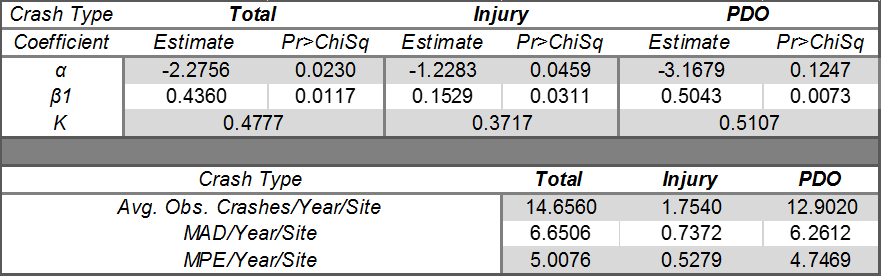 Crash Type Total Injury PDO
Coefficient Estimate Pr>ChiSq Estimate Pr>ChiSq Estimate Pr>ChiSq
α -2.2756 0.0230 -1.2283 0.0459 -3.1679 0.1247
β1 0.4360 0.0117 0.1529 0.0311 0.5043 0.0073
K 0.4777 0.3717 0.5107
Crash Type Total Injury PDO
Avg. Obs. Crashes/Year/Site 14.6560 1.7540 12.9020
MAD/Year/Site 6.6506 0.7372 6.2612
MPE/Year/Site 5.0076 0.5279 4.7469